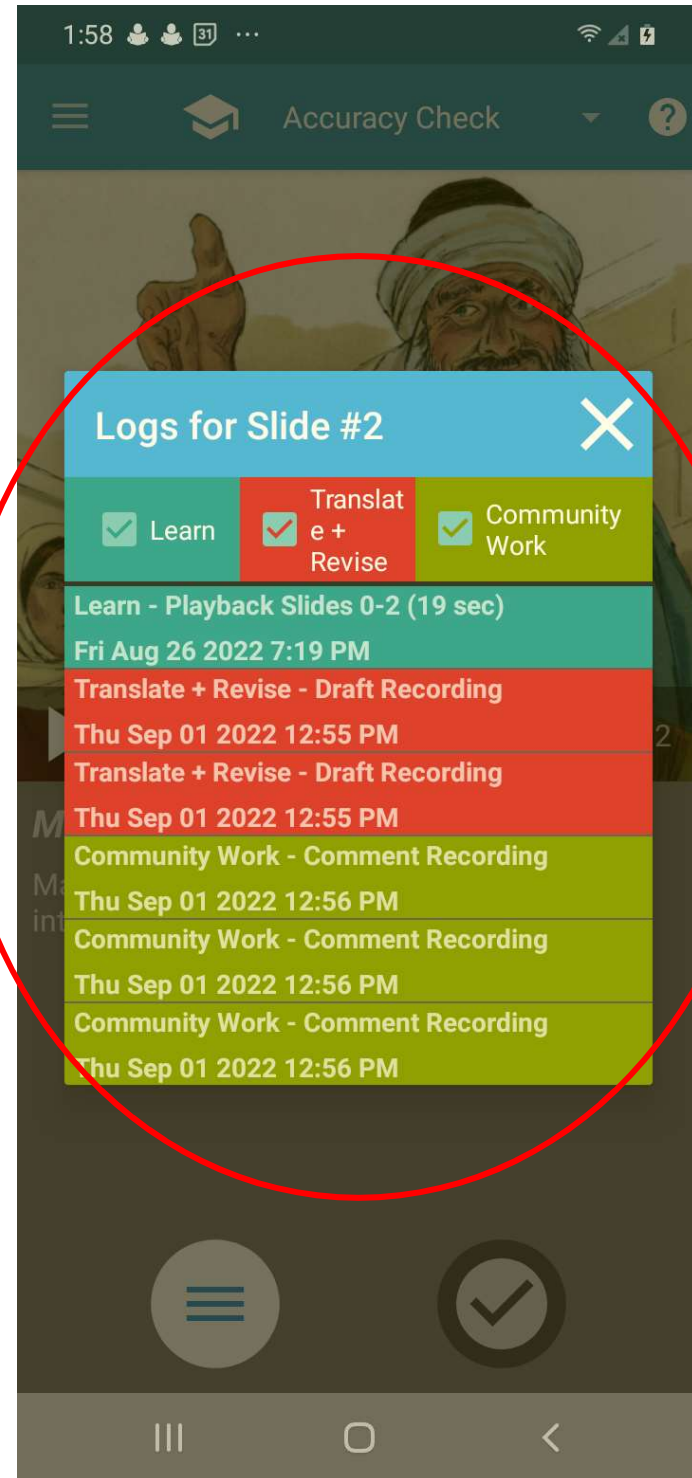 1:58 31 ...
Accuracy Check ?
Logs for Slide #2
Learn
Translat
e +
Revise
Community
Work
Learn - Playback Slides 0-2 (19 sec)
Fri Aug 26 2022 7:19 PM
Translate + Revise - Draft Recording
Thu Sep 01 2022 12:55 PM
Translate + Revise - Draft Recording
Thu Sep 01 2022 12:55 PM
2
Community Work - Comment Recording
Thu Sep 01 2022 12:56 PM
Community Work - Comment Recording
Thu Sep 01 2022 12:56 PM
Community Work - Comment Recording
Thu Sep 01 2022 12:56 PM